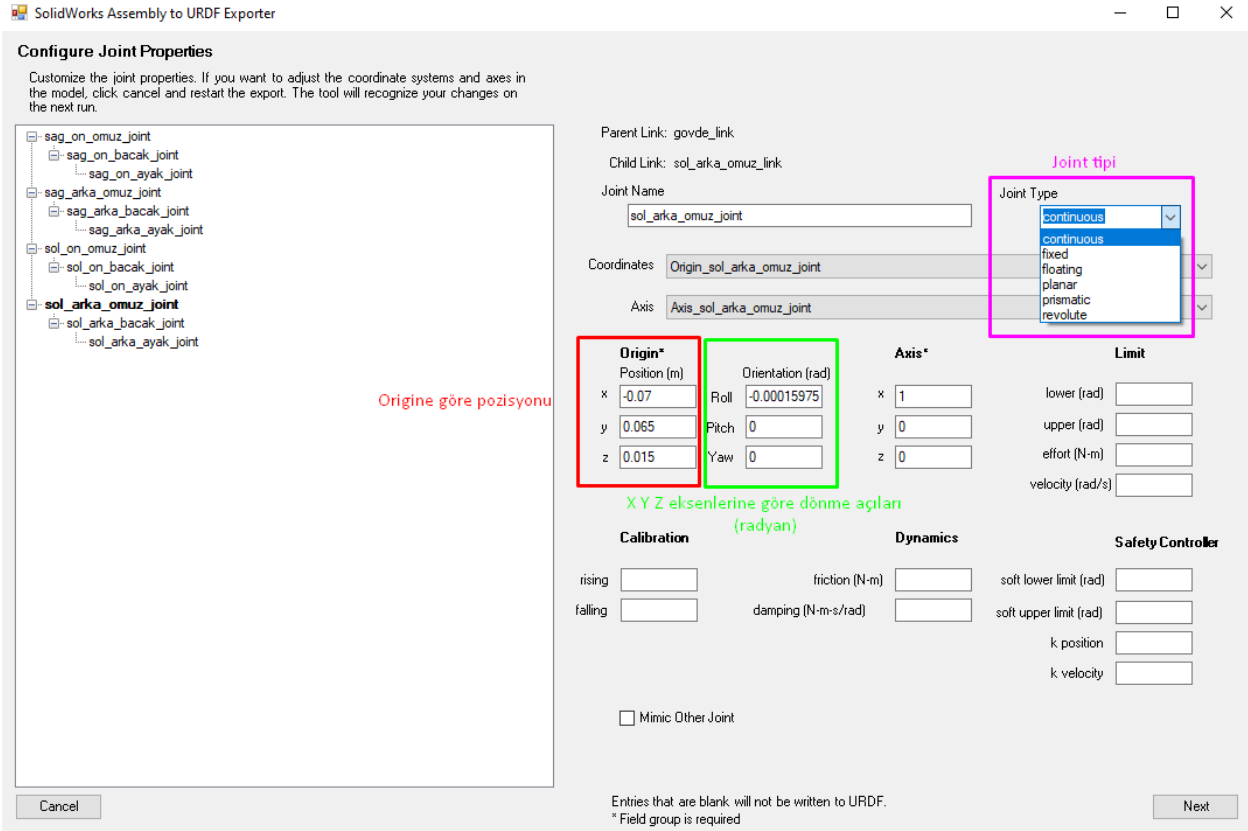 SolidWorks Assembly to URDF Exporter
Configure Joint Properties
Customize the joint properties. If you want to adjust the coordinate systems and axes in
the model, click cancel and restart the export. The tool will recognize your changes on
the next run.
sag_on_omuz_joint
sag_on_bacak_joint
sag_on_ayak_joint
sag_arka_omuz_joint
sag_arka_bacak_joint
sag_arka_ayak_joint
sol_on_omuz_joint
sol_on_bacak_joint
sol_on_ayak_joint
sol_arka_omuz_joint
sol_arka_bacak_joint
sol_arka_ayak_joint
Parent Link: govde_link
Child Link: sol_arka_omuz_link
Joint tipi
Joint Name
sol_arka_omuz_joint
Joint Type
continuous
continuous
fixed
floating
planar
prismatic
revolute
Coordinates Origin_sol_arka_omuz_joint
Axis Axis_sol_arka_omuz_joint
Origin*
Position (m)
x -0.07
y 0.065
z 0.015
Origine göre pozisyonu
Orientation (rad)
Roll -0.00015975
Pitch 0
Yaw 0
X Y Z eksenlerine göre dönme açıları
(radyan)
Axis*
x 1
y 0
z 0
Limit
lower (rad)
upper (rad)
effort (N-m)
velocity (rad/s)
Calibration
rising
falling
Dynamics
friction (N-m)
damping (N-m-s/rad)
Safety Controller
soft lower limit (rad)
soft upper limit (rad)
k position
k velocity
Mimic Other Joint
Cancel
Entries that are blank will not be written to URDF.
* Field group is required
Next